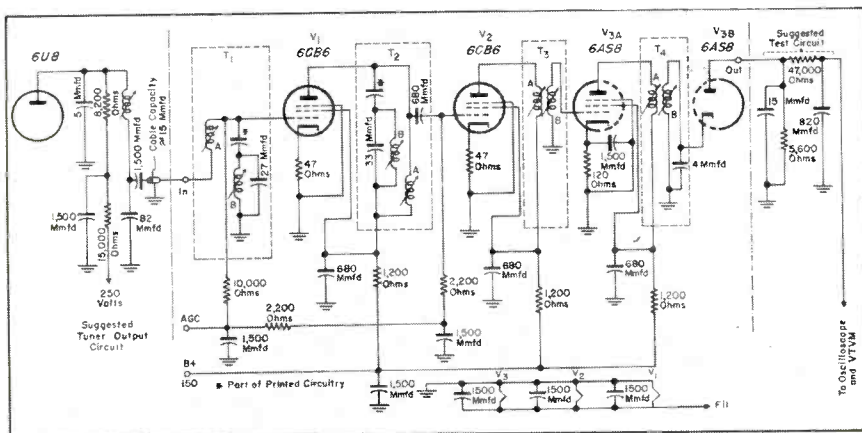 6U8
5 Mmfd
8,200
Ohms
1,500
Mmfd
Cable Capacity
≈ 15 Mmfd
In
1,500
Mmfd
82
Mmfd
15,000
Ohms
250
Volts
Suggested
Tuner Output
Circuit
T1
A
*
B
27 Mmfd
10,000
Ohms
2,200
Ohms
AGC
1,500
Mmfd
B+
150
* Part of Printed Circuitry
V1
6CB6
47
Ohms
680
Mmfd
T2
*
680
Mmfd
33
Mmfd
B
A
1,200
Ohms
2,200
Ohms
1,500
Mmfd
1,500
Mmfd
V2
6CB6
47
Ohms
680
Mmfd
T3
A
B
1,200
Ohms
V3A
6AS8
1,500
Mmfd
120
Ohms
680
Mmfd
T4
A
B
4 Mmfd
1,200
Ohms
V3B
6AS8
Out
Suggested
Test Circuit
47,000
Ohms
15
Mmfd
820
Mmfd
5,600
Ohms
To Oscilloscope
and VTVM
V3
V2
V1
1500
Mmfd
1500
Mmfd
1500
Mmfd
Fil